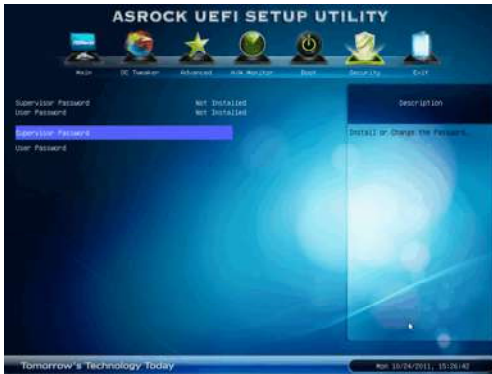 ASROCK UEFI SETUP UTILITY
Main OC Tweaker Advanced H/W Monitor Boot Security Exit
Supervisor Password Not Installed
User Password Not Installed
Description
Supervisor Password
Install or Change the Password.
User Password
Tomorrow's Technology Today
Mon 10/24/2011, 15:26:42